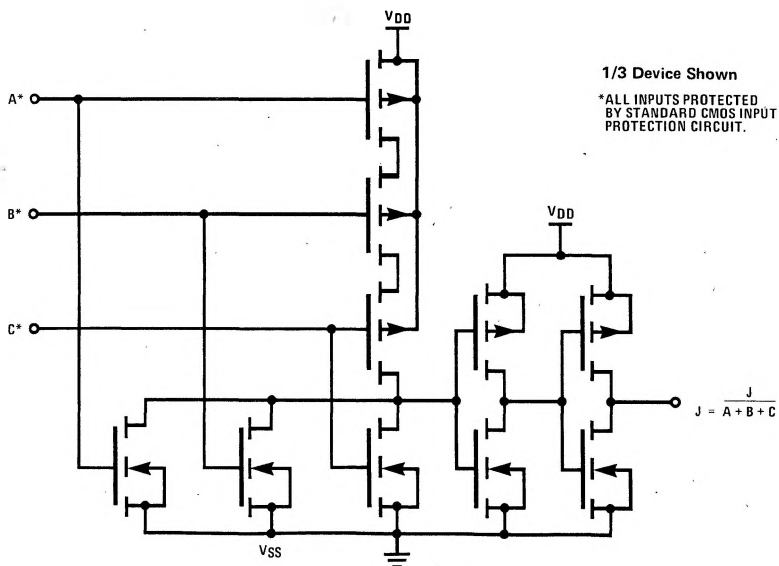 VDD
1/3 Device Shown
*ALL INPUTS PROTECTED
BY STANDARD CMOS INPUT
PROTECTION CIRCUIT.
A*
B*
VDD
C*
J
J = A + B + C
VSS